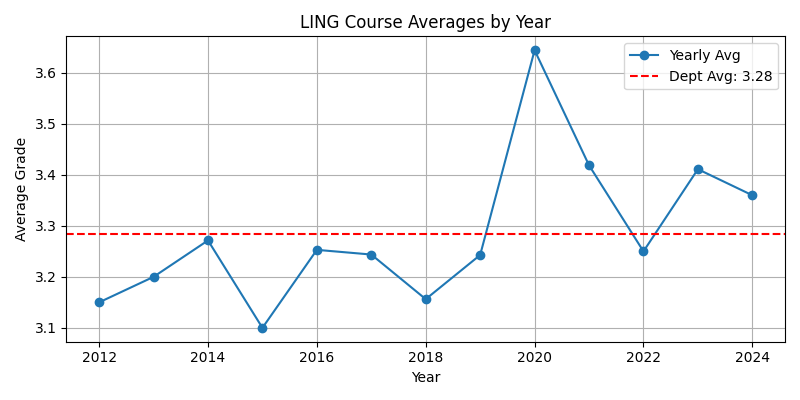 LING Course Averages by Year
Yearly Avg
Dept Avg: 3.28
Average Grade
3.6
3.5
3.4
3.3
3.2
3.1
2012 2014 2016 2018 2020 2022 2024
Year